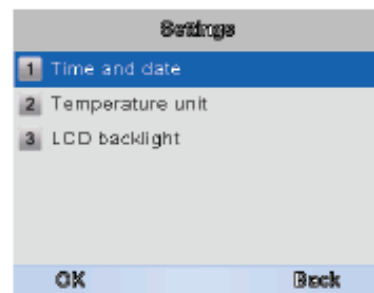 Settings
1 Time and date
2 Temperature unit
3 LCD backlight
OK Back